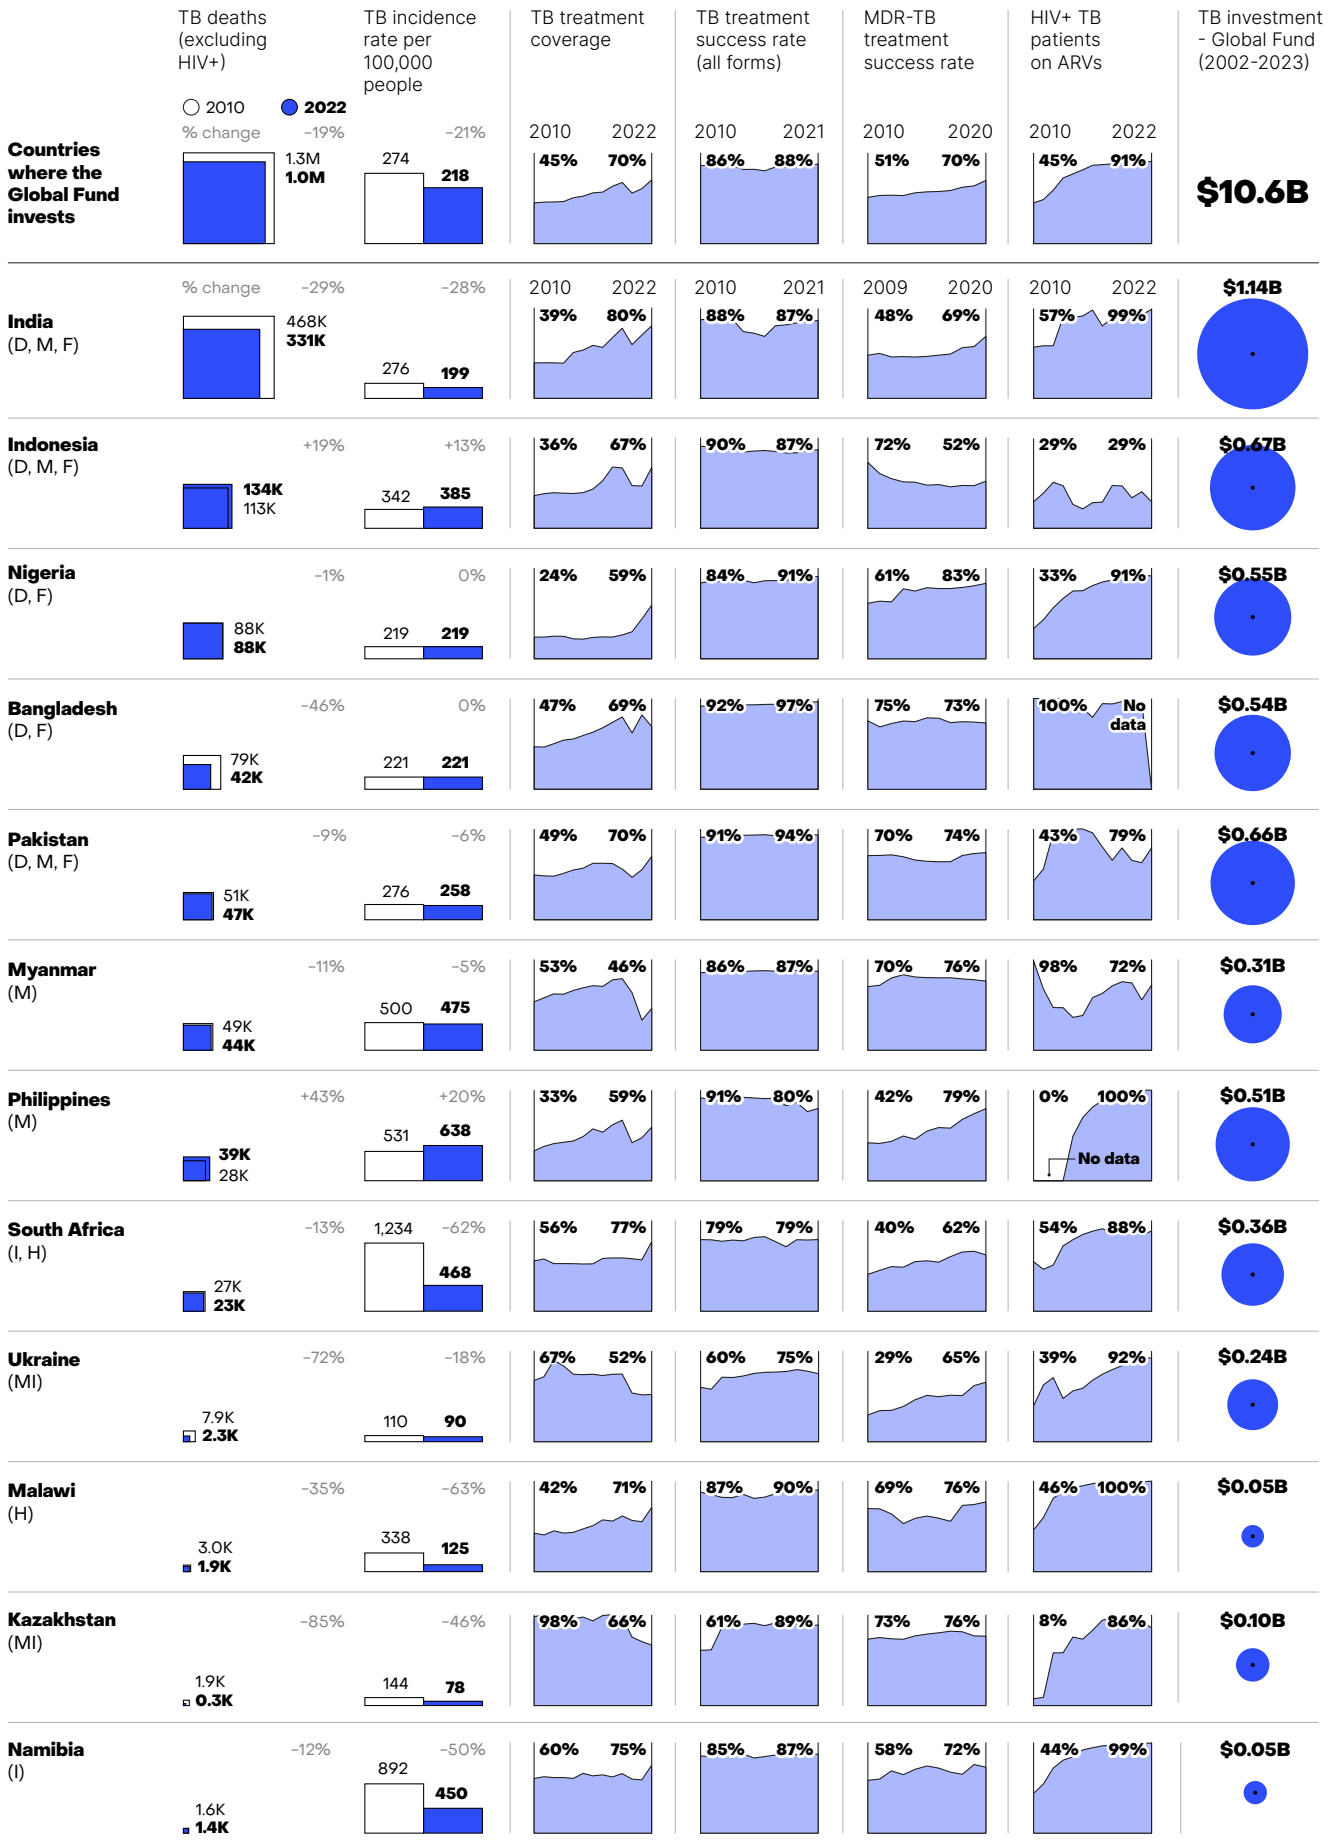 TB deaths
(excluding
HIV+)
TB incidence
rate per
100,000
people
TB treatment
coverage
TB treatment
success rate
(all forms)
MDR-TB
treatment
success rate
HIV+ TB
patients
on ARVs
TB investment
- Global Fund
(2002-2023)
2010 2022
Countries
where the
Global Fund
invests
% change -19% -21%
1.3M
1.0M
274 218
2010 2022 2010 2021 2010 2020 2010 2022
45% 70% 86% 88% 51% 70% 45% 91%
$10.6B
India
(D, M, F)
% change -29% -28%
468K
331K
276 199
2010 2022 2010 2021 2009 2020 2010 2022
39% 80% 88% 87% 48% 69% 57% 99%
$1.14B
Indonesia
(D, M, F)
+19% +13%
134K
113K
342 385
36% 67% 90% 87% 72% 52% 29% 29%
$0.67B
Nigeria
(D, F)
-1% 0%
88K
88K
219 219
24% 59% 84% 91% 61% 83% 33% 91%
$0.55B
Bangladesh
(D, F)
-46% 0%
79K
42K
221 221
47% 69% 92% 97% 75% 73% 100% No
data
$0.54B
Pakistan
(D, M, F)
-9% -6%
51K
47K
276 258
49% 70% 91% 94% 70% 74% 43% 79%
$0.66B
Myanmar
(M)
-11% -5%
49K
44K
500 475
53% 46% 86% 87% 70% 76% 98% 72%
$0.31B
Philippines
(M)
+43% +20%
39K
28K
531 638
33% 59% 91% 80% 42% 79% 0% 100%
No data
$0.51B
South Africa
(I, H)
-13% -62%
27K
23K
1,234 468
56% 77% 79% 79% 40% 62% 54% 88%
$0.36B
Ukraine
(MI)
-72% -18%
7.9K
2.3K
110 90
67% 52% 60% 75% 29% 65% 39% 92%
$0.24B
Malawi
(H)
-35% -63%
3.0K
1.9K
338 125
42% 71% 87% 90% 69% 76% 46% 100%
$0.05B
Kazakhstan
(MI)
-85% -46%
1.9K
0.3K
144 78
98% 66% 61% 89% 73% 76% 8% 86%
$0.10B
Namibia
(I)
-12% -50%
1.6K
1.4K
892 450
60% 75% 85% 87% 58% 72% 44% 99%
$0.05B